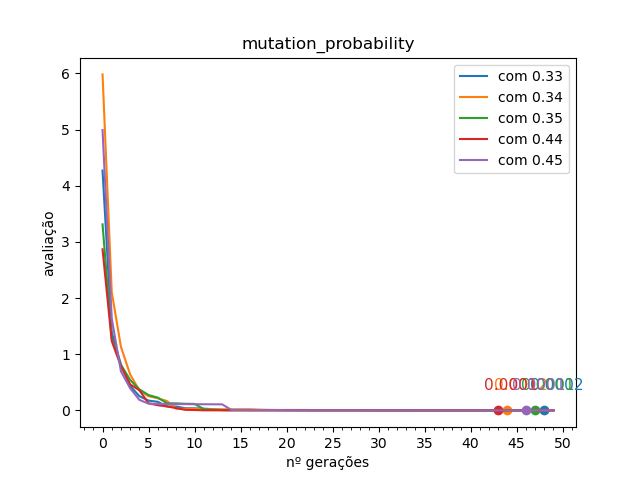 mutation_probability
com 0.33
com 0.34
com 0.35
com 0.44
com 0.45
avaliação
6
5
4
3
2
1
0
0 5 10 15 20 25 30 35 40 45 50
nº gerações